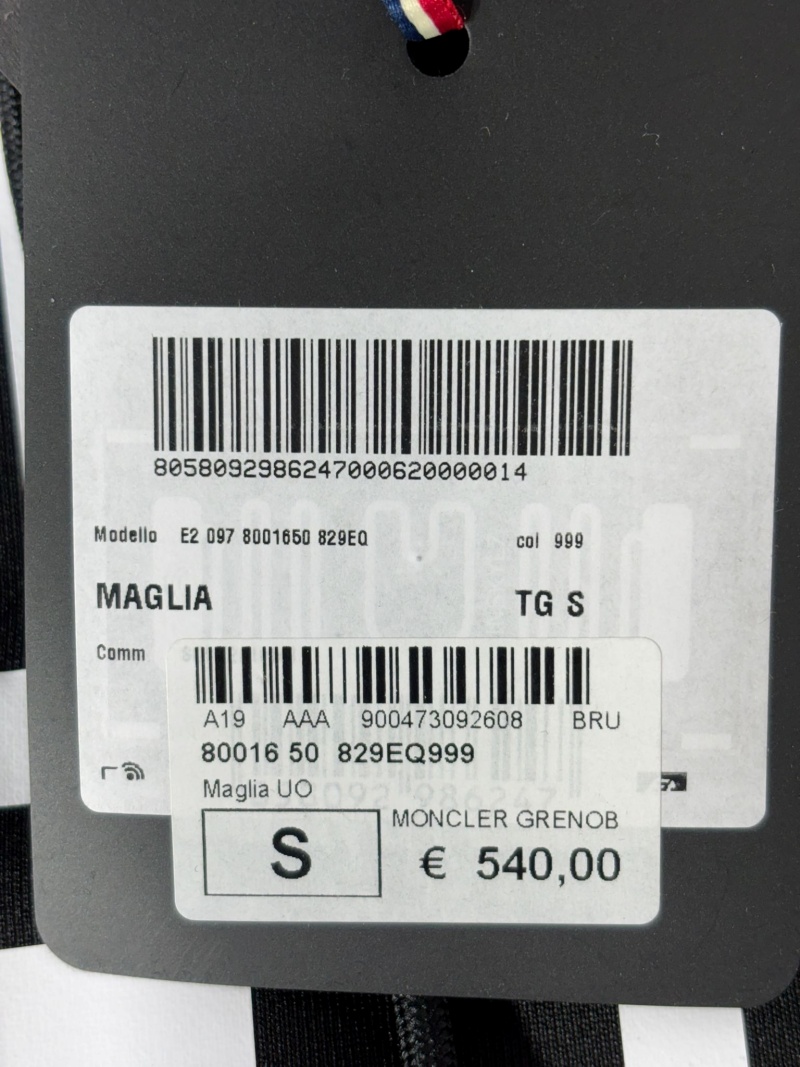 8058092986247000620000014
Modello E2 097 8001650 829EQ col 999
MAGLIA TG S
Comm
A19 AAA 900473092608 BRU
80016 50 829EQ999
Maglia UO
MONCLER GRENOB
S € 540,00